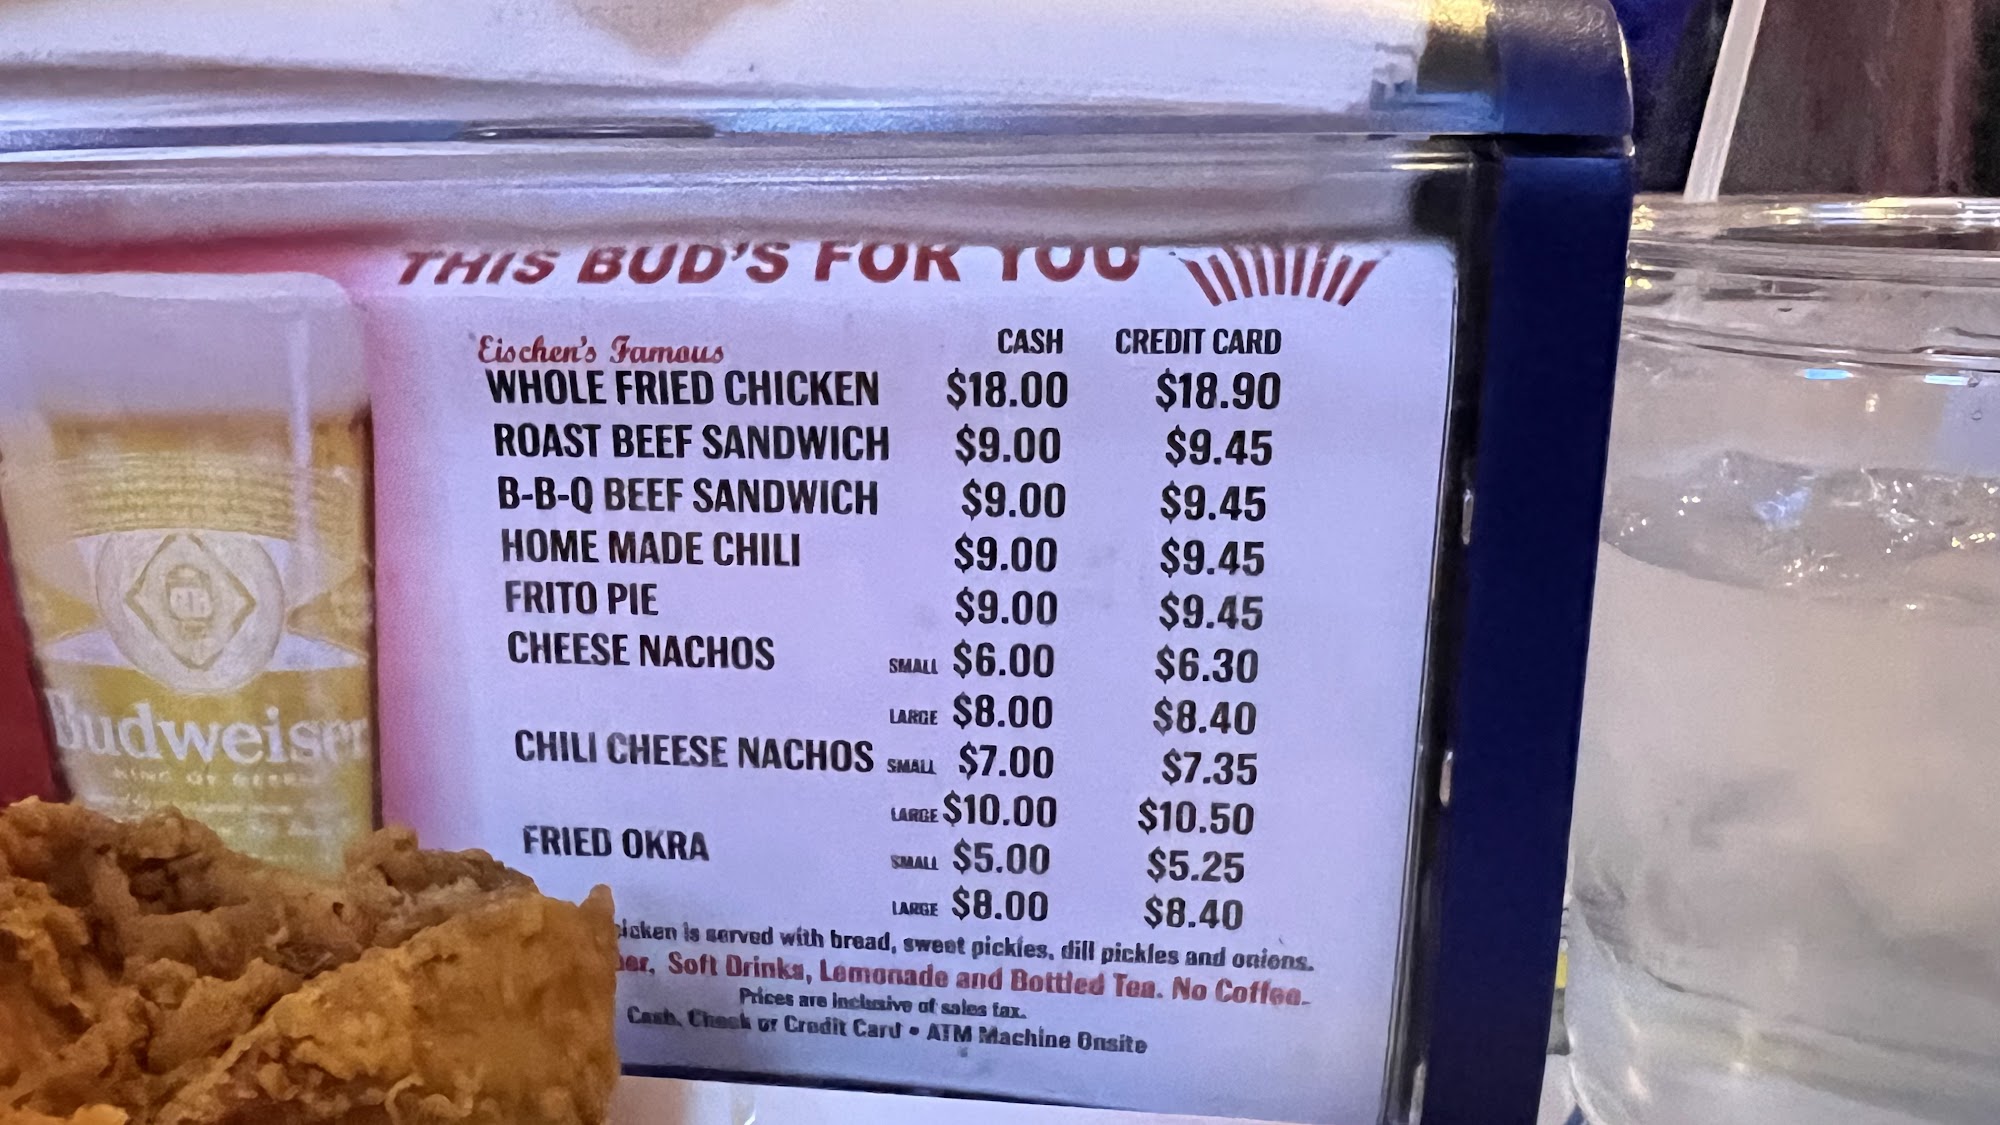 THIS BUD'S FOR YOU
Eischen's Famous CASH CREDIT CARD
WHOLE FRIED CHICKEN $18.00 $18.90
ROAST BEEF SANDWICH $9.00 $9.45
B-B-Q BEEF SANDWICH $9.00 $9.45
HOME MADE CHILI $9.00 $9.45
FRITO PIE $9.00 $9.45
CHEESE NACHOS SMALL $6.00 $6.30
LARGE $8.00 $8.40
CHILI CHEESE NACHOS SMALL $7.00 $7.35
LARGE $10.00 $10.50
FRIED OKRA SMALL $5.00 $5.25
LARGE $8.00 $8.40
is served with bread, sweet pickles, dill pickles and onions.
Soft Drinks, Lemonade and Bottled Tea. No Coffee.
Prices are inclusive of sales tax.
Cash, Check or Credit Card • ATM Machine Onsite
Budweiser
KING OF BEERS